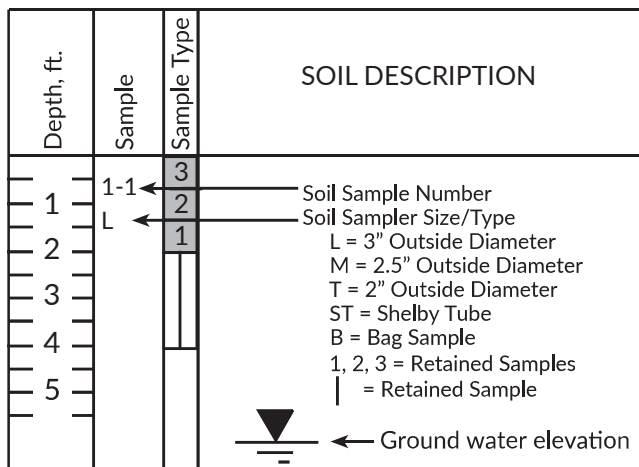 Depth, ft.
Sample
Sample Type
SOIL DESCRIPTION
3
1-1
Soil Sample Number
1
2
L
Soil Sampler Size/Type
1
L = 3” Outside Diameter
2
M = 2.5” Outside Diameter
T = 2” Outside Diameter
3
ST = Shelby Tube
B = Bag Sample
4
1, 2, 3 = Retained Samples
| = Retained Sample
5
Ground water elevation